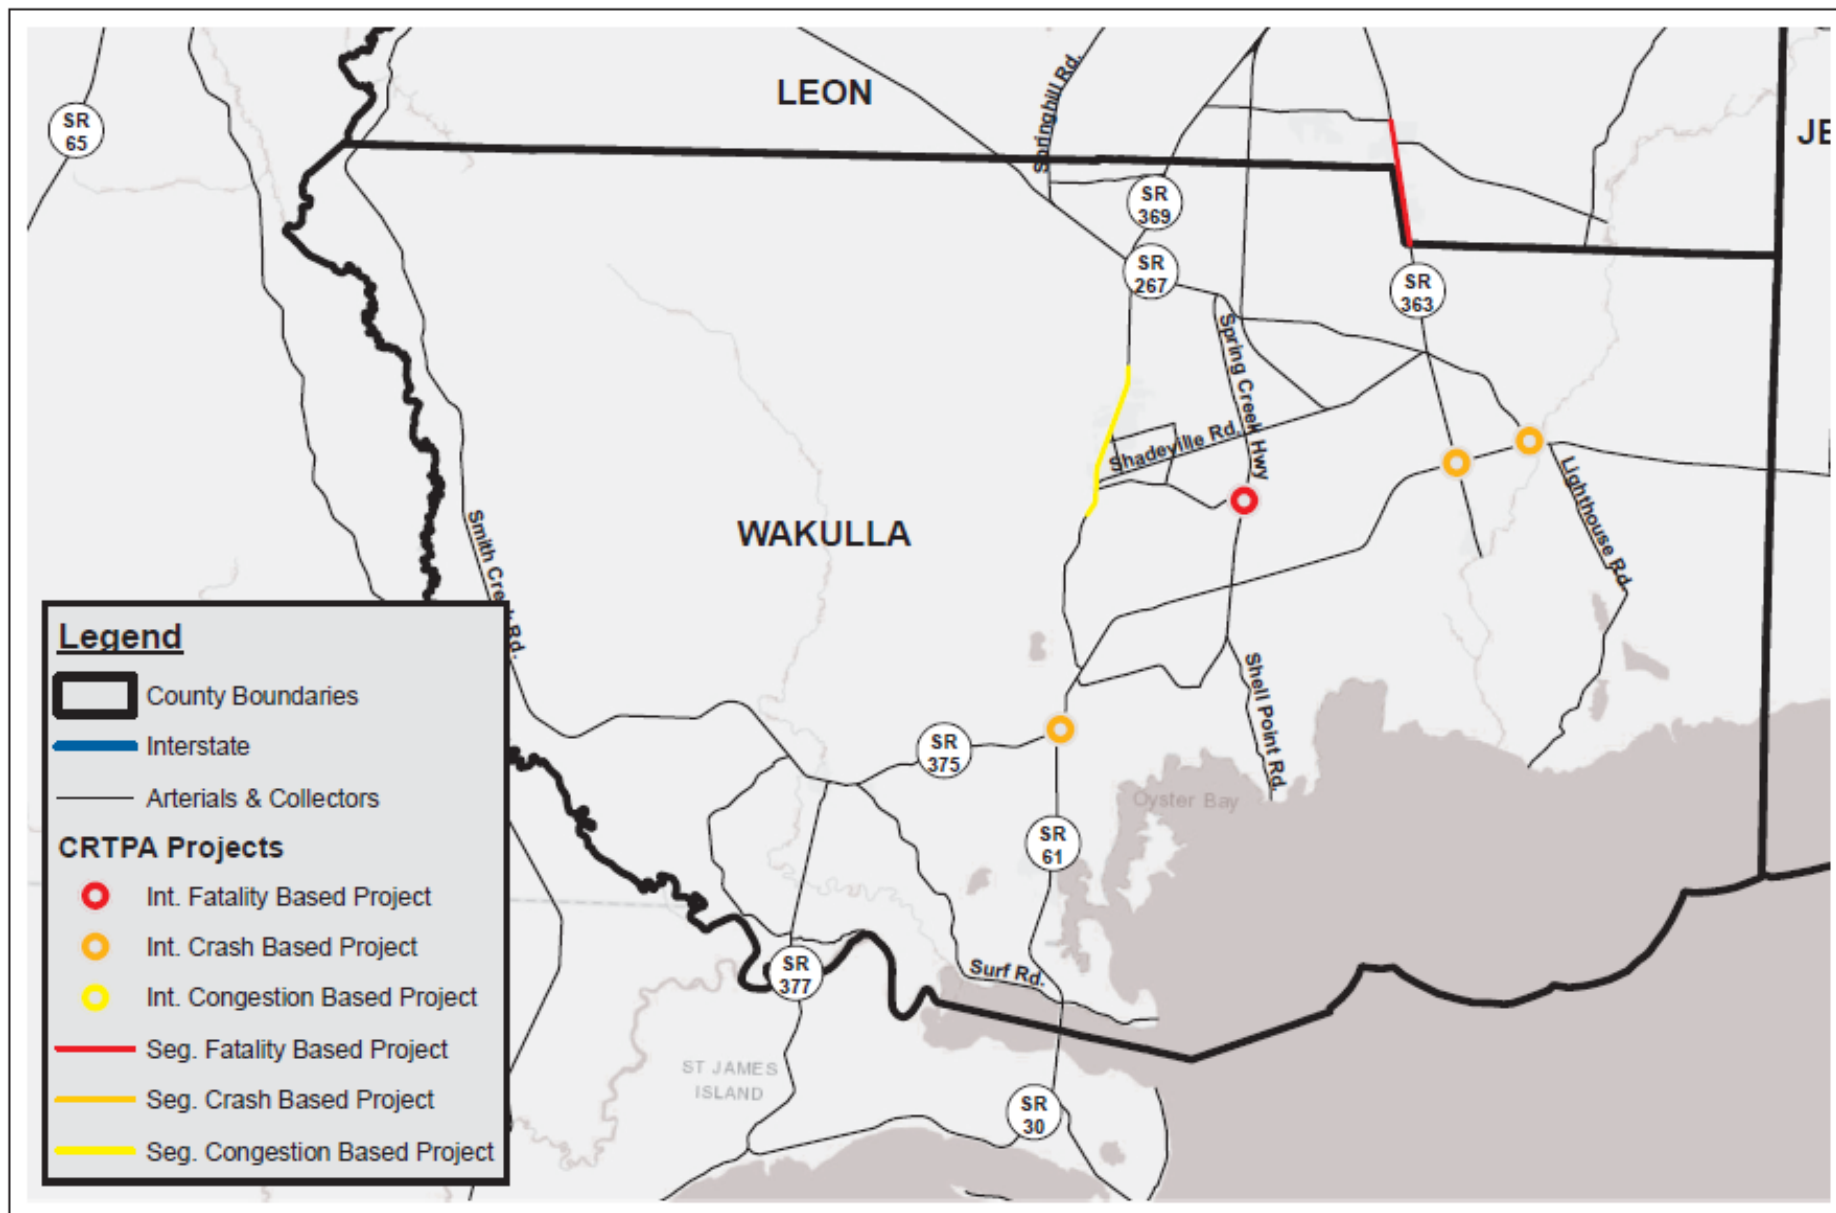 LEON
JE
SR
65
Springhill Rd.
SR
369
SR
267
SR
363
Spring Creek Hwy
Shadeville Rd.
Lighthouse Rd.
WAKULLA
Smith Creek Rd.
Shell Point Rd.
SR
375
Oyster Bay
SR
61
Surf Rd.
SR
377
ST JAMES
ISLAND
SR
30
Legend
County Boundaries
Interstate
Arterials & Collectors
CRTPA Projects
Int. Fatality Based Project
Int. Crash Based Project
Int. Congestion Based Project
Seg. Fatality Based Project
Seg. Crash Based Project
Seg. Congestion Based Project